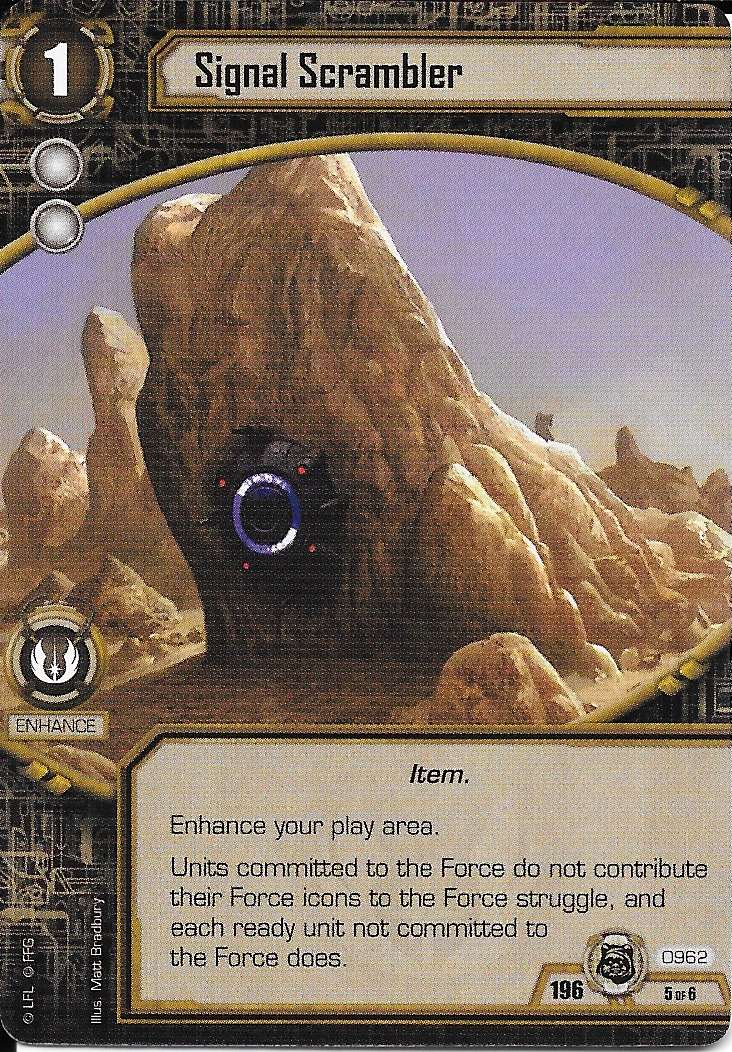 1
Signal Scrambler
ENHANCE
Item.
Enhance your play area.
Units committed to the Force do not contribute
their Force icons to the Force struggle, and
each ready unit not committed to
the Force does.
0962
196
5 OF 6
© LFL © FFG
Illus. Matt Bradbury